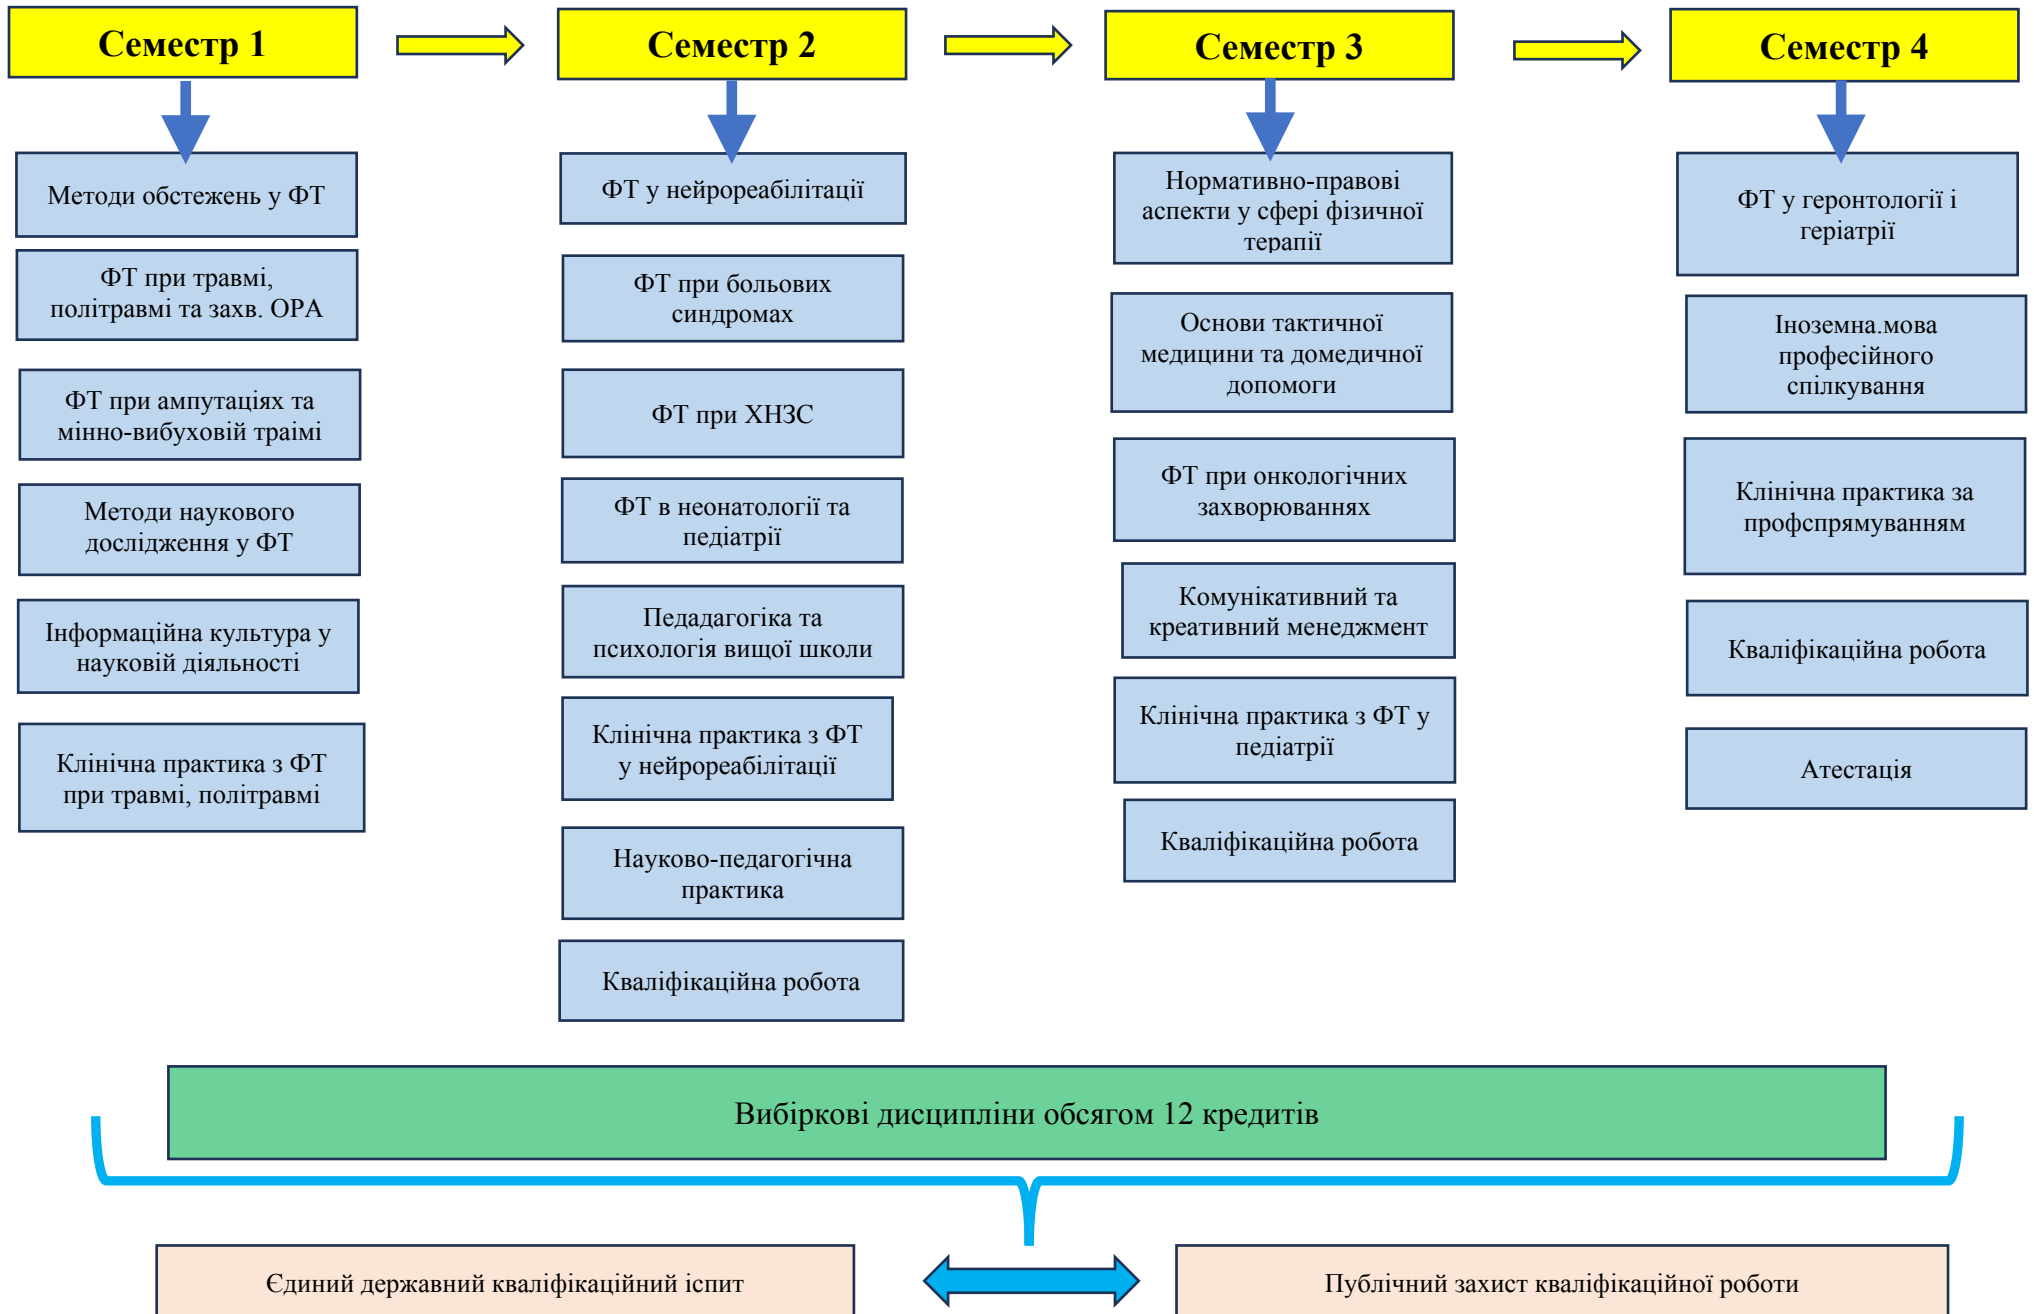 Семестр 1
Семестр 2
Семестр 3
Семестр 4
Методи обстежень у ФТ
ФТ при травмі,
політравмі та захв. ОРА
ФТ при ампутаціях та
мінно-вибуховій траімі
Методи наукового
дослідження у ФТ
Інформаційна культура у
науковій діяльності
Клінічна практика з ФТ
при травмі, політравмі
ФТ у нейрореабілітації
ФТ при больових
синдромах
ФТ при ХНЗС
ФТ в неонатології та
педіатрії
Педадагогіка та
психологія вищої школи
Клінічна практика з ФТ
у нейрореабілітації
Науково-педагогічна
практика
Кваліфікаційна робота
Нормативно-правові
аспекти у сфері фізичної
терапії
Основи тактичної
медицини та домедичної
допомоги
ФТ при онкологічних
захворюваннях
Комунікативний та
креативний менеджмент
Клінічна практика з ФТ у
педіатрії
Кваліфікаційна робота
ФТ у геронтології і
геріатрії
Іноземна.мова
професійного
спілкування
Клінічна практика за
профспрямуванням
Кваліфікаційна робота
Атестація
Вибіркові дисципліни обсягом 12 кредитів
Єдиний державний кваліфікаційний іспит
Публічний захист кваліфікаційної роботи